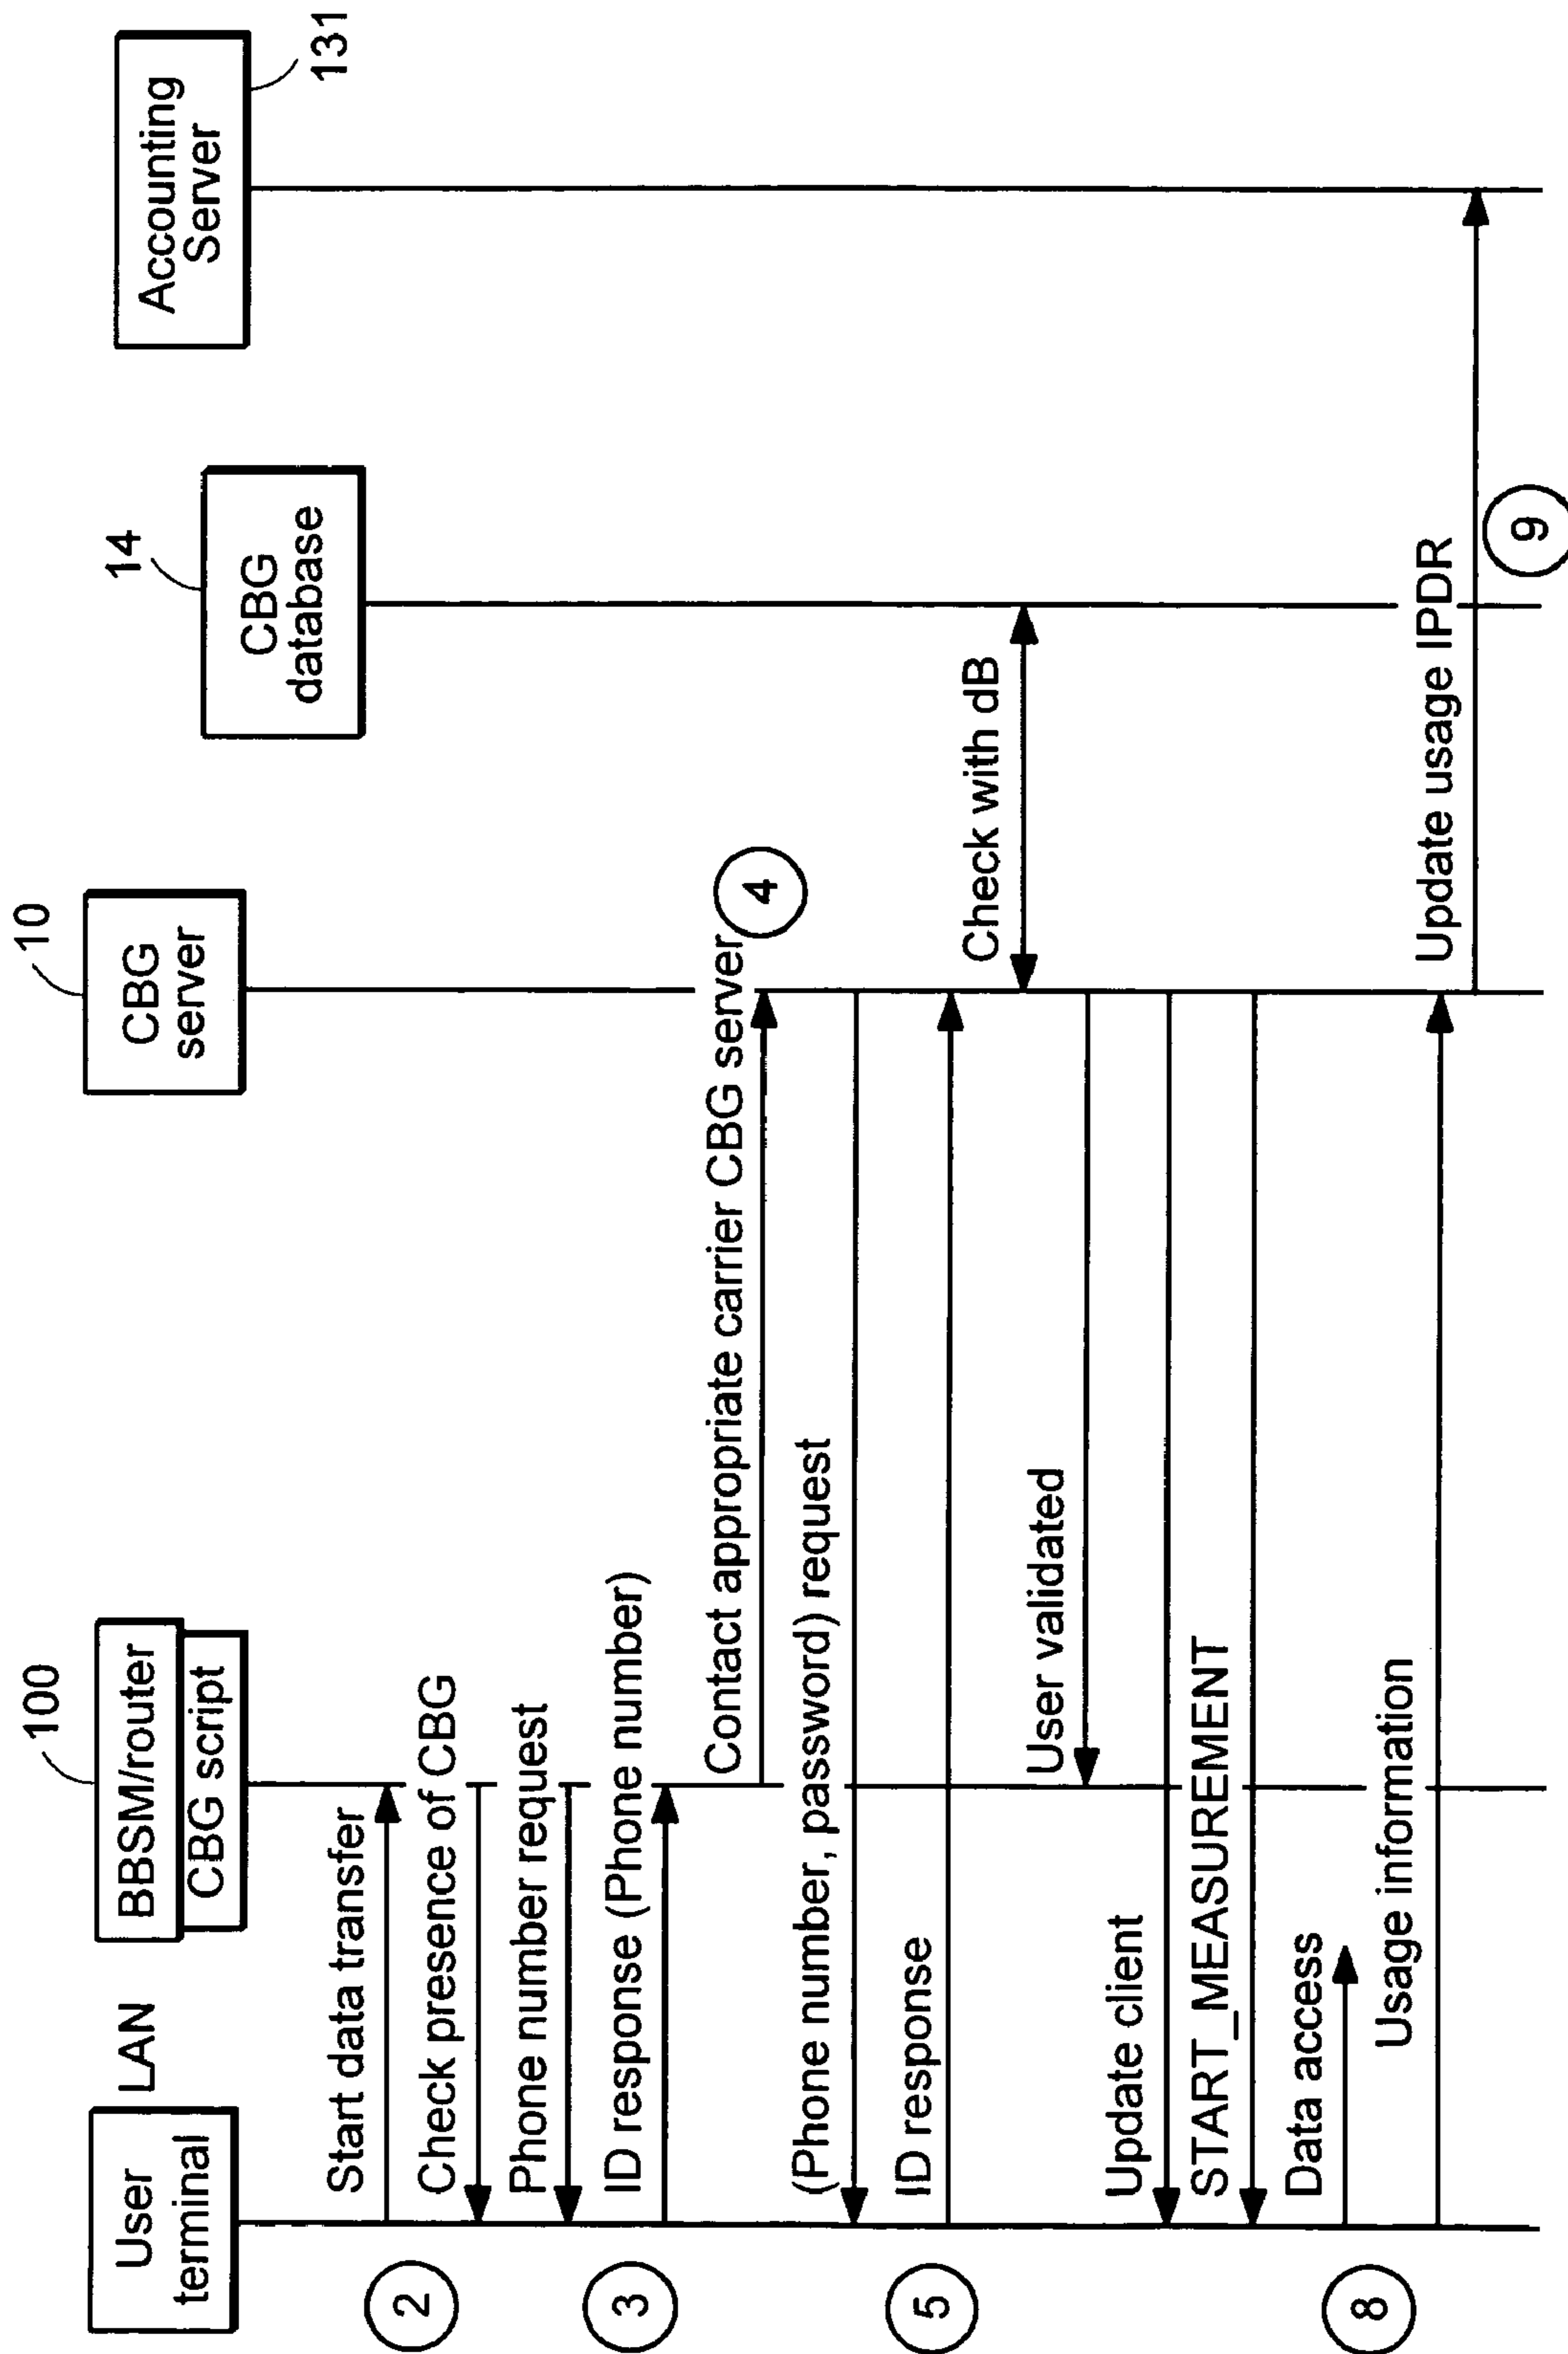 User
terminal
LAN
100
BBSM/router
CBG script
10
CBG
server
14
CBG
database
Accounting
Server
131
2
Start data transfer
Check presence of CBG
Phone number request
3
ID response (Phone number)
Contact appropriate carrier CBG server
4
(Phone number, password) request
5
ID response
Check with dB
User validated
Update client
START_MEASUREMENT
Data access
8
Usage information
Update usage IPDR
9